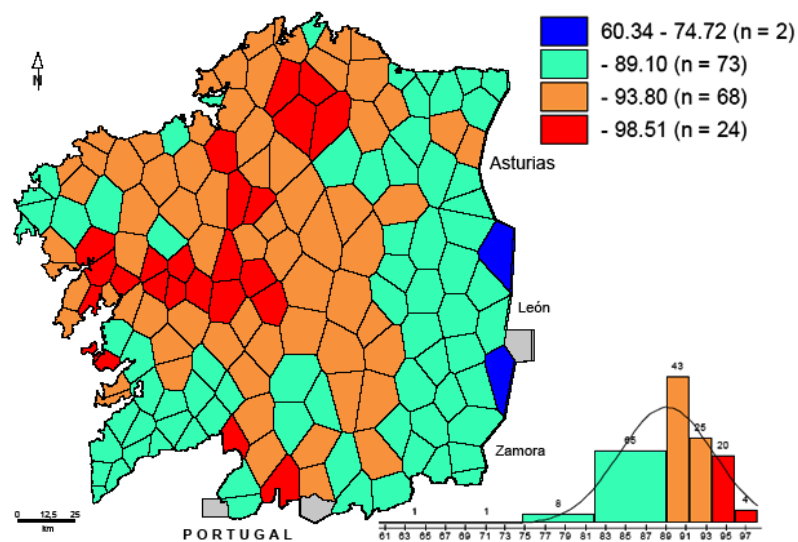 60.34 - 74.72 (n = 2)
- 89.10 (n = 73)
- 93.80 (n = 68)
- 98.51 (n = 24)
N
Asturias
León
Zamora
PORTUGAL
0 12,5 25
km
1 1 8 65 43 25 20 4
61 63 65 67 69 71 73 75 77 79 81 83 85 87 89 91 93 95 97